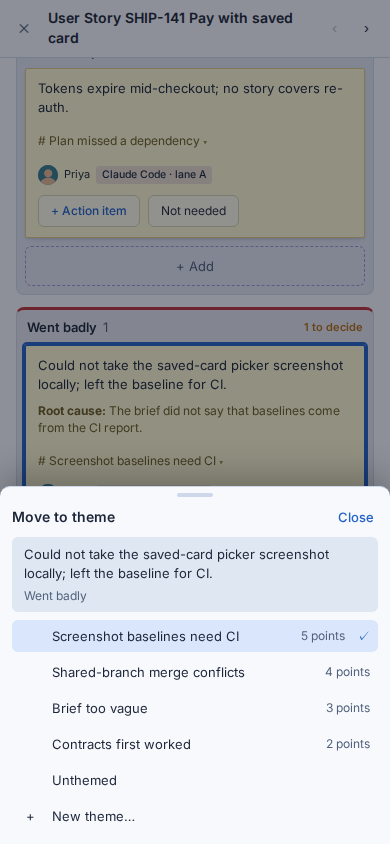 User Story SHIP-141 Pay with saved
card
Tokens expire mid-checkout; no story covers re-
auth.
# Plan missed a dependency
Priya Claude Code · lane A
+ Action item Not needed
+ Add
Went badly 1 1 to decide
Could not take the saved-card picker screenshot
locally; left the baseline for CI.
Root cause: The brief did not say that baselines come
from the CI report.
# Screenshot baselines need CI
Move to theme Close
Could not take the saved-card picker screenshot
locally; left the baseline for CI.
Went badly
Screenshot baselines need CI 5 points ✓
Shared-branch merge conflicts 4 points
Brief too vague 3 points
Contracts first worked 2 points
Unthemed
+ New theme...